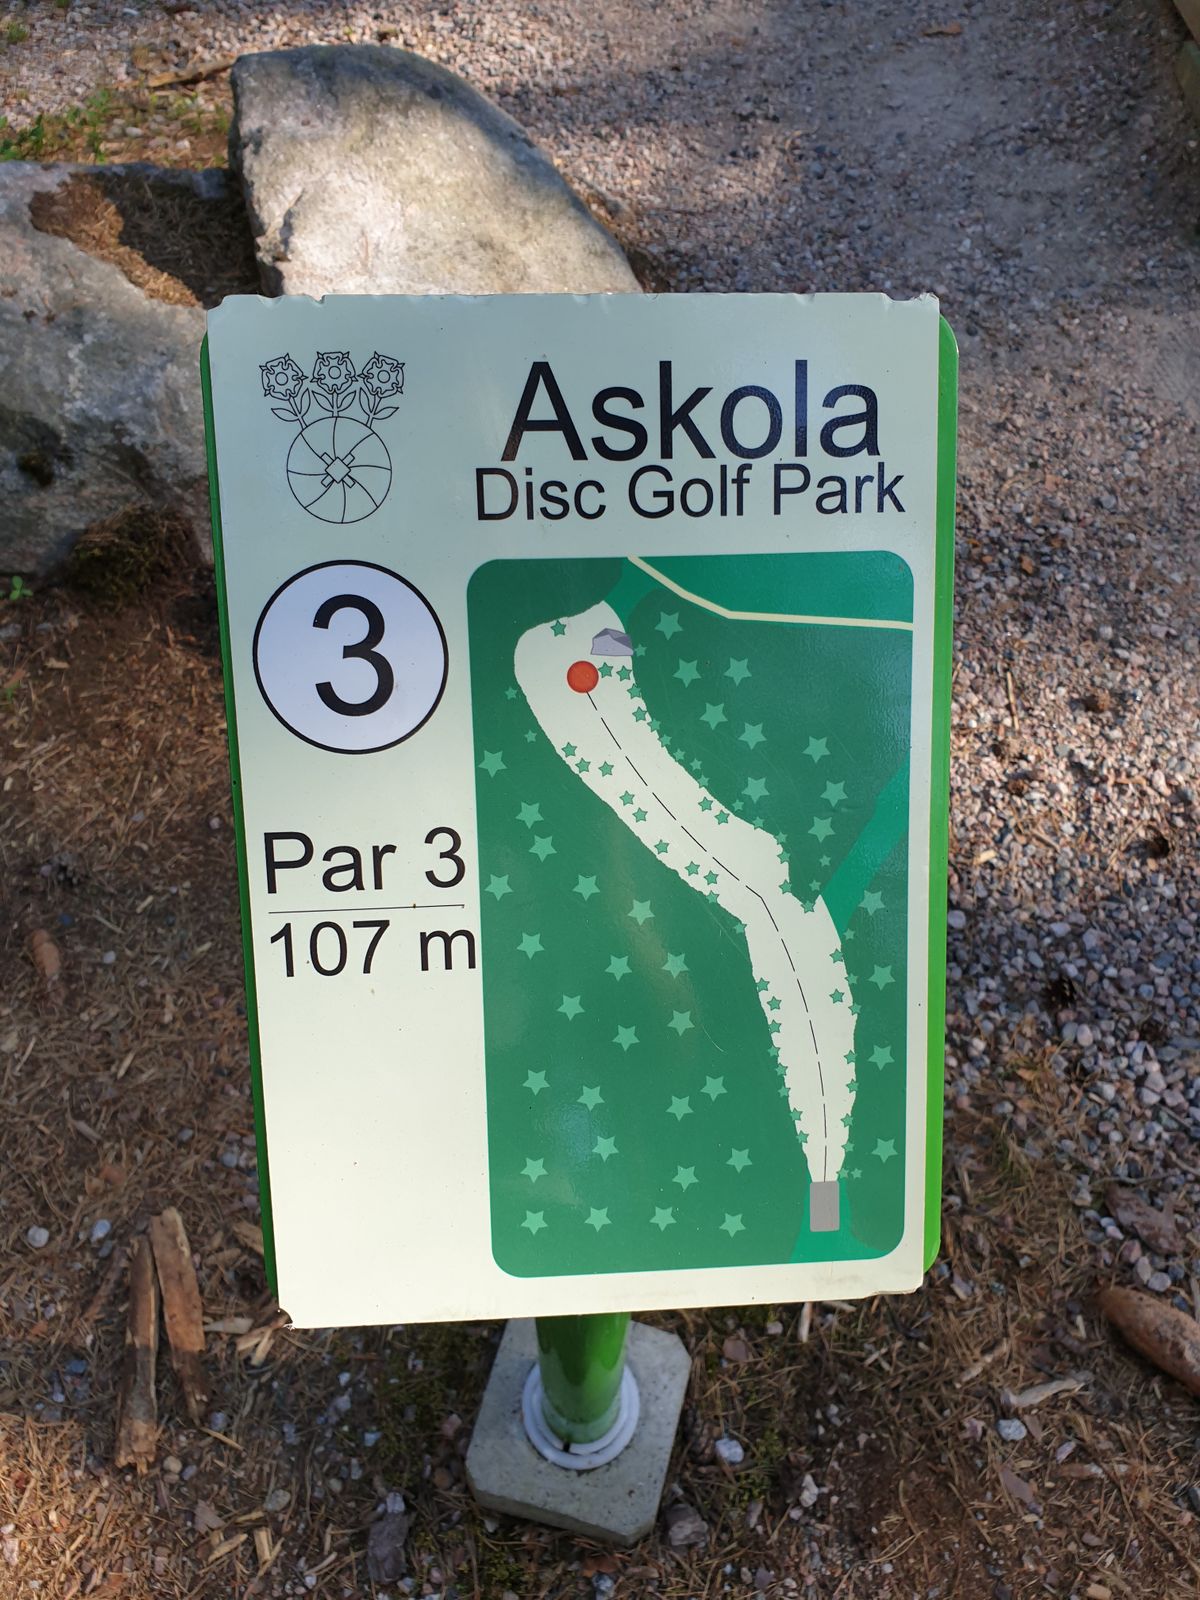 Askola
Disc Golf Park
3
Par 3
107 m